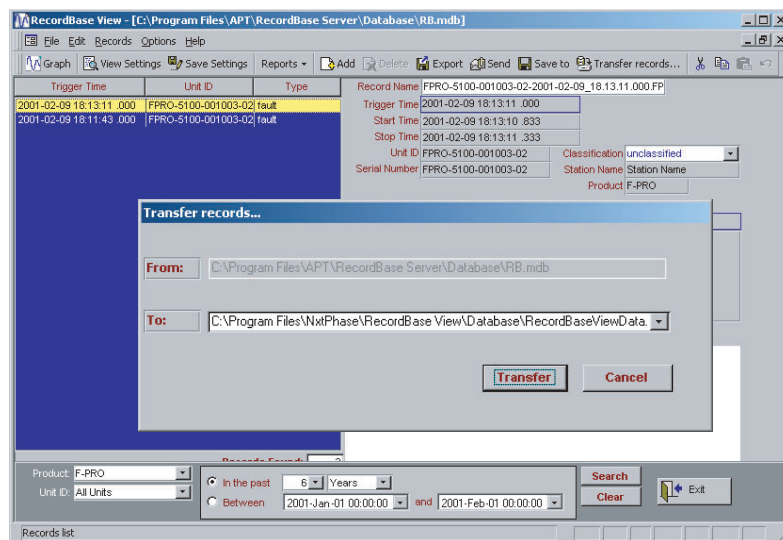 RecordBase View - [C:\Program Files\APT\RecordBase Server\Database\RB.mdb]
File Edit Records Options Help
Graph View Settings Save Settings Reports Add Delete Export Send Save to Transfer records...
Trigger Time Unit ID Type
2001-02-09 18:13:11 .000 FPRO-5100-001003-02 fault
2001-02-09 18:11:43 .000 FPRO-5100-001003-02 fault
Record Name FPRO-5100-001003-02-2001-02-09_18.13.11.000.FP
Trigger Time 2001-02-09 18:13:11 .000
Start Time 2001-02-09 18:13:10 .833
Stop Time 2001-02-09 18:13:11 .333
Unit ID FPRO-5100-001003-02 Classification unclassified
Serial Number FPRO-5100-001003-02 Station Name Station Name
Product F-PRO
Transfer records...
From: C:\Program Files\APT\RecordBase Server\Database\RB.mdb
To: C:\Program Files\NxtPhase\RecordBase View\Database\RecordBaseViewData.
Transfer Cancel
Records Found: 2
Product: F-PRO
Unit ID: All Units
In the past 6 Years
Between 2001-Jan-01 00:00:00 and 2001-Feb-01 00:00:00
Search
Clear
Exit
Records list